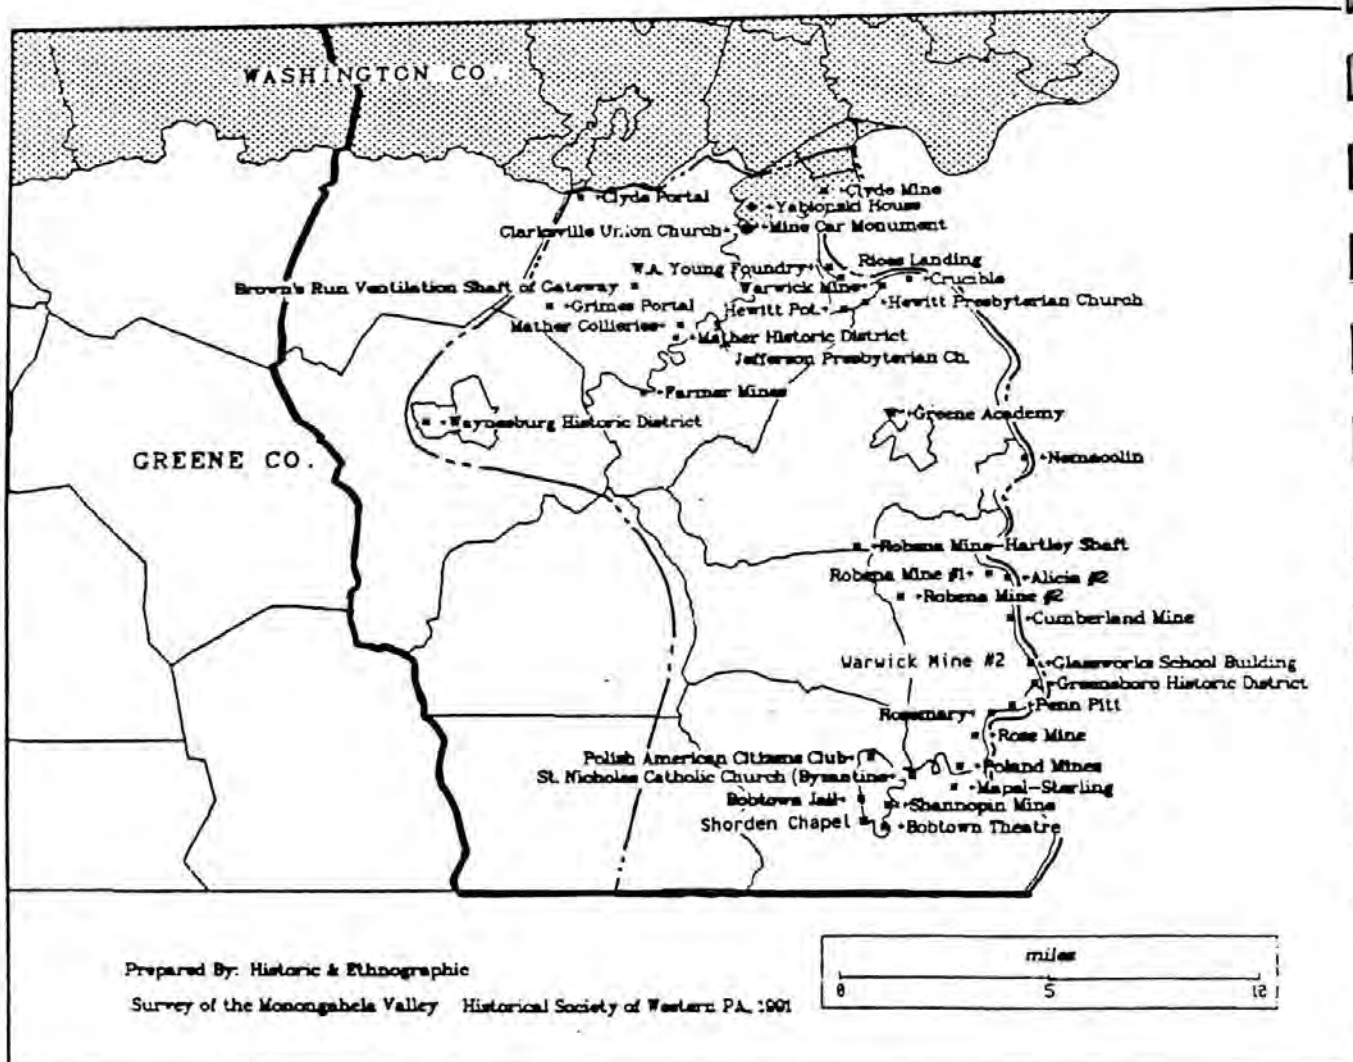 WASHINGTON CO.
Clyde Mine
Clyde Portal
Yablonski House
Clarksville Union Church
Mine Car Monument
Rices Landing
W.A. Young Foundry
Crucible
Brown's Run Ventilation Shaft of Gateway
Warwick Mine
Grimes Portal
Hewitt Pot.
Hewitt Presbyterian Church
Mather Collieries
Mather Historic District
Jefferson Presbyterian Ch.
Farmer Mines
Greene Academy
Waynesburg Historic District
GREENE CO.
Nemacolin
Robena Mine-Hartley Shaft
Robena Mine #1
Alicia #2
Robena Mine #2
Cumberland Mine
Warwick Mine #2
Glassworks School Building
Greensboro Historic District
Penn Pitt
Rosemary
Rose Mine
Polish American Citizens Club
Poland Mines
St. Nicholas Catholic Church (Byzantine
Mapal-Sterling
Bobtown Jail
Shannopin Mine
Shorden Chapel
Bobtown Theatre
miles
0 5
Prepared By: Historic & Ethnographic
Survey of the Monongahela Valley Historical Society of Western PA, 1991